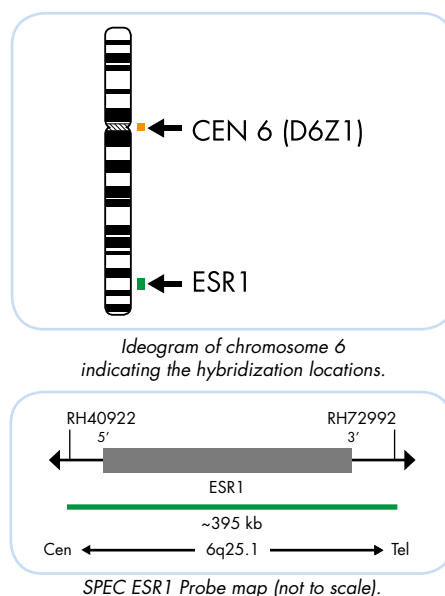 CEN 6 (D6Z1)
ESR1
Ideogram of chromosome 6
indicating the hybridization locations.
RH40922 RH72992
5’ 3’
ESR1
~395 kb
Cen 6q25.1 Tel
SPEC ESR1 Probe map (not to scale).